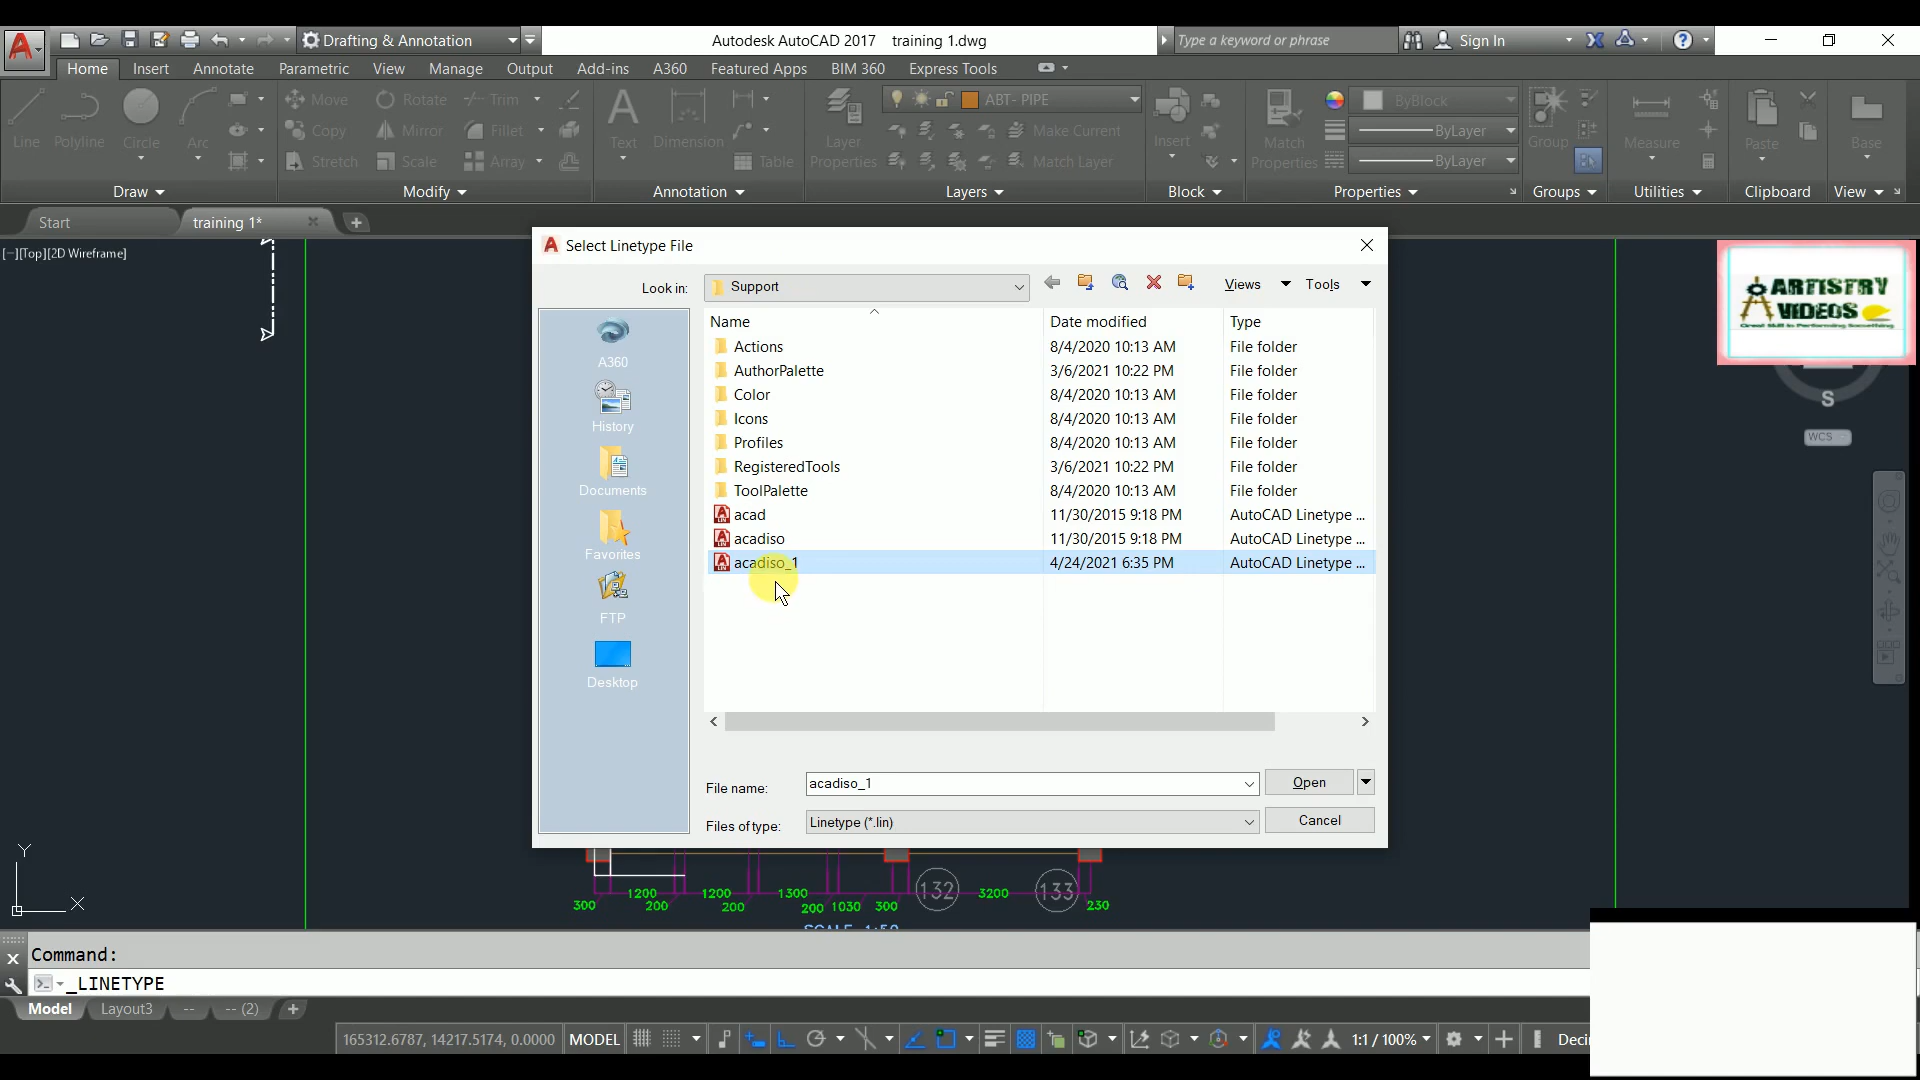 Drafting & Annotation
Autodesk AutoCAD 2017 training 1.dwg
Type a keyword or phrase
Sign In
Home Insert Annotate Parametric View Manage Output Add-ins A360 Featured Apps BIM 360 Express Tools
Line Polyline Circle Arc
Move Rotate Trim
Copy Mirror Fillet
Stretch Scale Array
Text Dimension Table
Layer Properties
ABT- PIPE
Make Current
Match Layer
Insert
Match Properties
ByBlock
ByLayer
ByLayer
Group
Measure
Paste
Base
Draw Modify Annotation Layers Block Properties Groups Utilities Clipboard View
Start training 1*
[−][Top][2D Wireframe]
Select Linetype File
Look in: Support Views Tools
Name Date modified Type
Actions 8/4/2020 10:13 AM File folder
AuthorPalette 3/6/2021 10:22 PM File folder
Color 8/4/2020 10:13 AM File folder
Icons 8/4/2020 10:13 AM File folder
Profiles 8/4/2020 10:13 AM File folder
RegisteredTools 3/6/2021 10:22 PM File folder
ToolPalette 8/4/2020 10:13 AM File folder
acad 11/30/2015 9:18 PM AutoCAD Linetype ...
acadiso 11/30/2015 9:18 PM AutoCAD Linetype ...
acadiso_1 4/24/2021 6:35 PM AutoCAD Linetype ...
A360
History
Documents
Favorites
FTP
Desktop
File name: acadiso_1 Open
Files of type: Linetype (*.lin) Cancel
ARTISTRY
VIDEOS
Great Skill in Performing Something
S
WCS
Y
X
1200 1200 1300 132 3200 133
300 200 200 200 1030 300 230
SCALE 1:50
Command:
_LINETYPE
Model Layout3 -- -- (2)
165312.6787, 14217.5174, 0.0000 MODEL 1:1 / 100% Deci